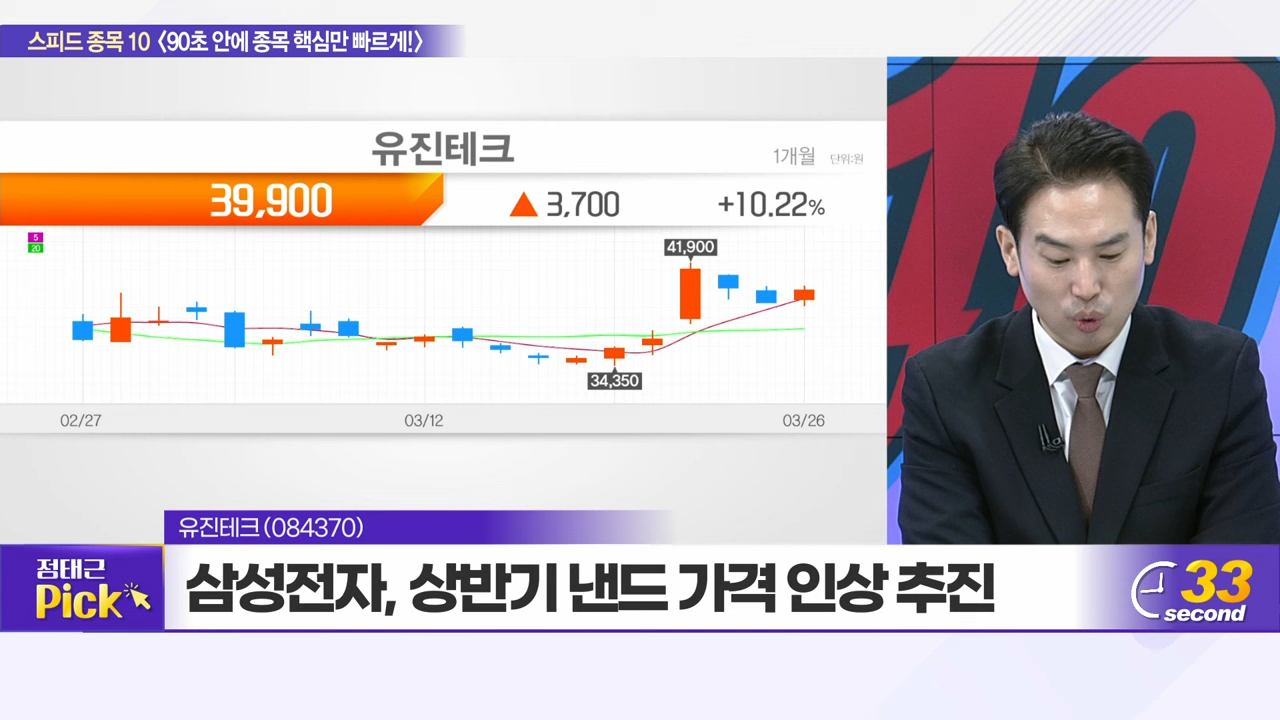 스피드 종목 10 〈90초 안에 종목 핵심만 빠르게!〉
유진테크
1개월 단위:원
39,900 ▲ 3,700 +10.22%
5
20
41,900
34,350
02/27 03/12 03/26
유진테크(084370)
정태근
Pick
삼성전자, 상반기 낸드 가격 인상 추진
33
second
10